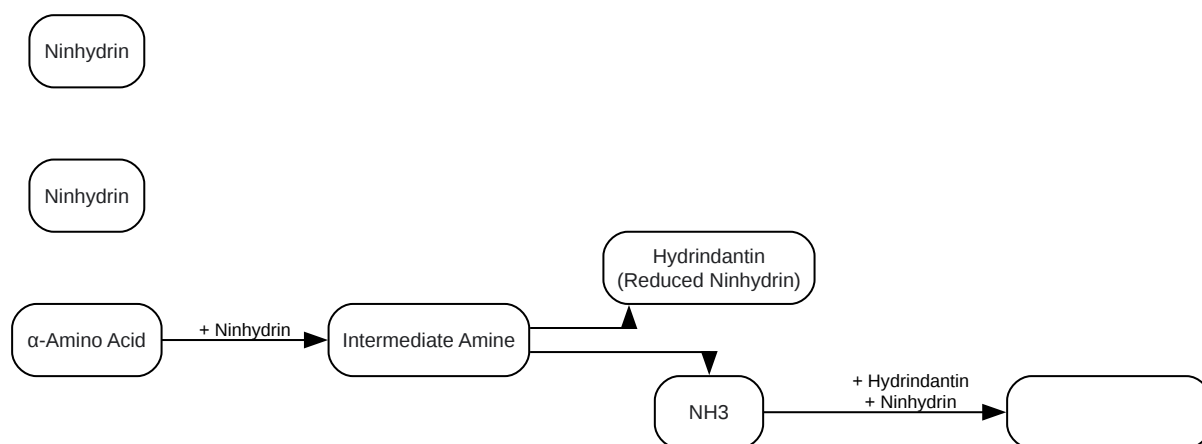 Ninhydrin
Ninhydrin
Hydrindantin
(Reduced Ninhydrin)
α-Amino Acid
+ Ninhydrin
Intermediate Amine
NH3
+ Hydrindantin
+ Ninhydrin